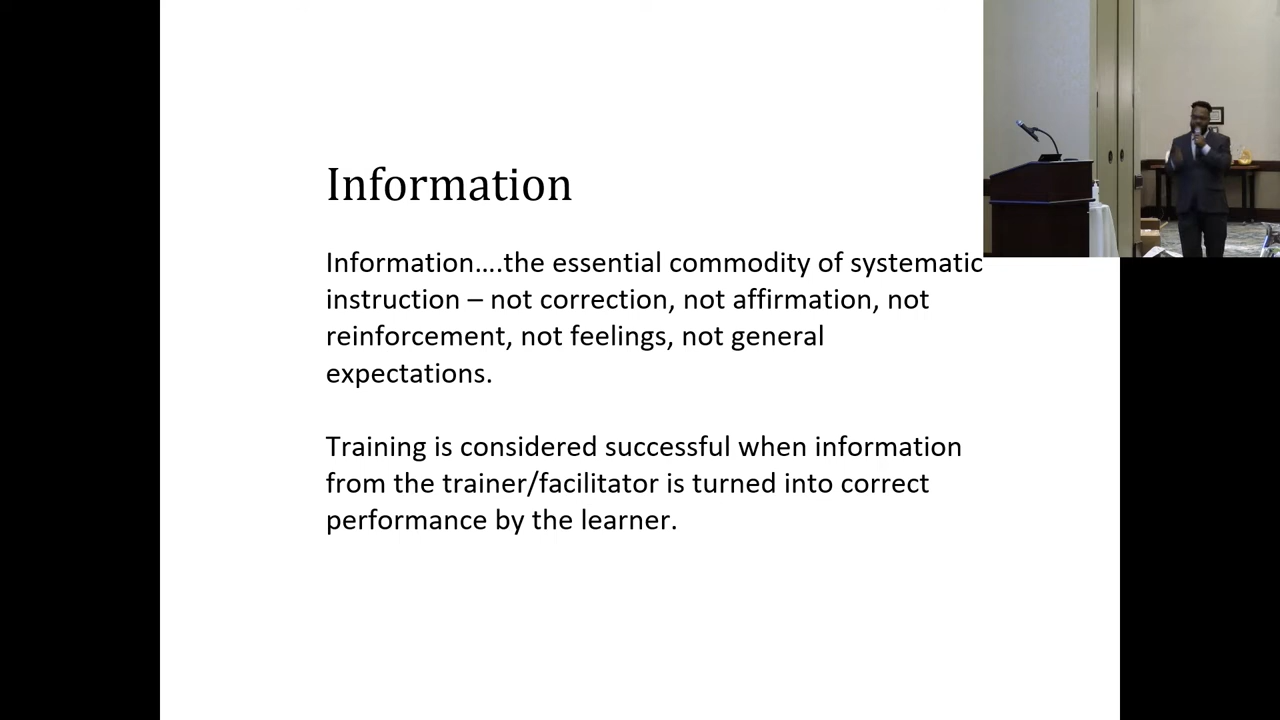 Information
Information….the essential commodity of systematic
instruction – not correction, not affirmation, not
reinforcement, not feelings, not general
expectations.
Training is considered successful when information
from the trainer/facilitator is turned into correct
performance by the learner.